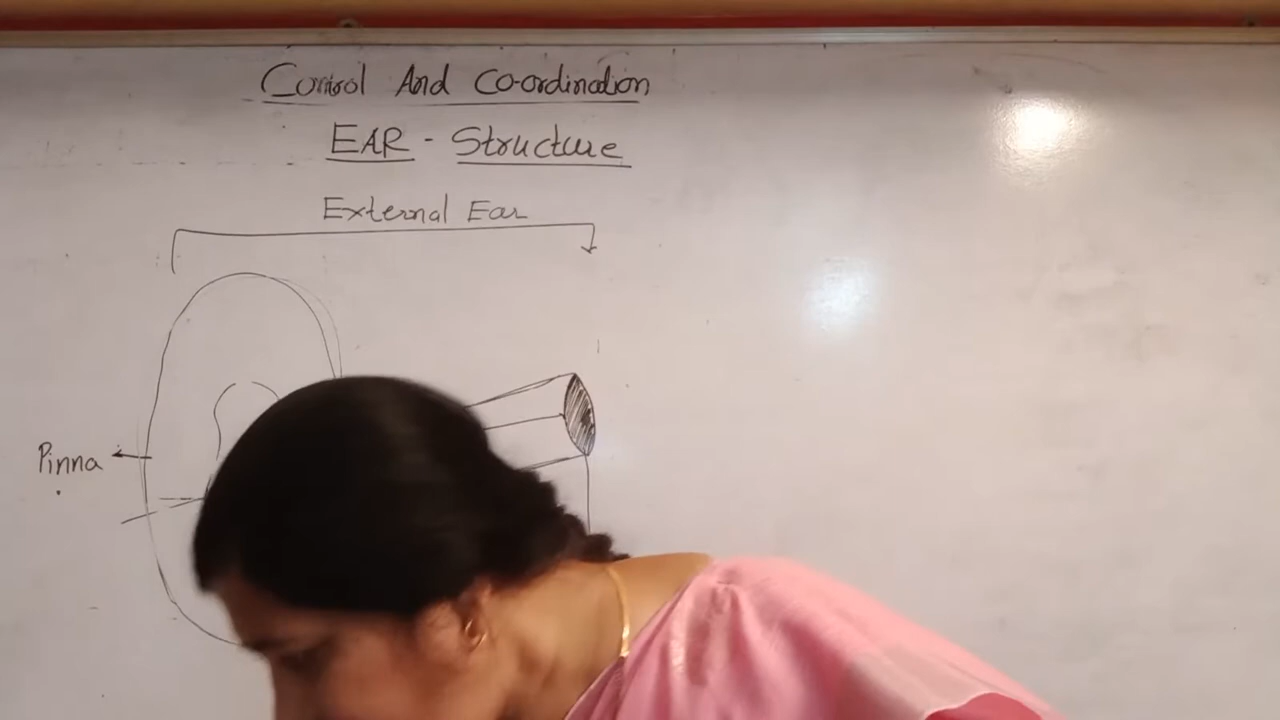 Control And Co-ordination
EAR - Structure
External Ear
Pinna